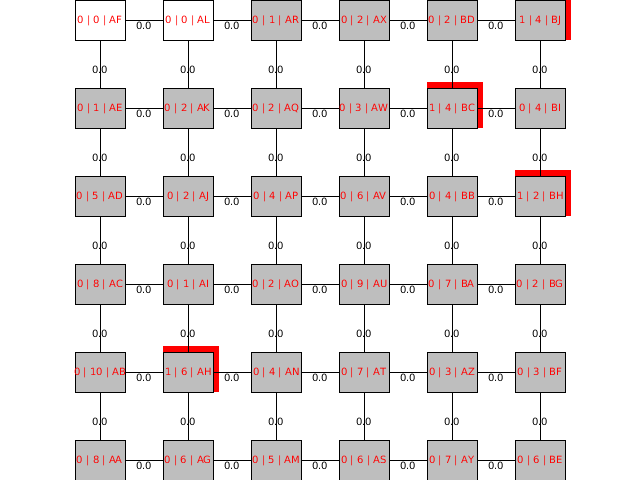 0 | 0 | AF 0.0 0 | 0 | AL 0.0 0 | 1 | AR 0.0 0 | 2 | AX 0.0 0 | 2 | BD 0.0 1 | 4 | BJ
0.0 0.0 0.0 0.0 0.0 0.0
0 | 1 | AE 0.0 0 | 2 | AK 0.0 0 | 2 | AQ 0.0 0 | 3 | AW 0.0 1 | 4 | BC 0.0 0 | 4 | BI
0.0 0.0 0.0 0.0 0.0 0.0
0 | 5 | AD 0.0 0 | 2 | AJ 0.0 0 | 4 | AP 0.0 0 | 6 | AV 0.0 0 | 4 | BB 0.0 1 | 2 | BH
0.0 0.0 0.0 0.0 0.0 0.0
0 | 8 | AC 0.0 0 | 1 | AI 0.0 0 | 2 | AO 0.0 0 | 9 | AU 0.0 0 | 7 | BA 0.0 0 | 2 | BG
0.0 0.0 0.0 0.0 0.0 0.0
0 | 10 | AB 0.0 1 | 6 | AH 0.0 0 | 4 | AN 0.0 0 | 7 | AT 0.0 0 | 3 | AZ 0.0 0 | 3 | BF
0.0 0.0 0.0 0.0 0.0 0.0
0 | 8 | AA 0.0 0 | 6 | AG 0.0 0 | 5 | AM 0.0 0 | 6 | AS 0.0 0 | 7 | AY 0.0 0 | 6 | BE